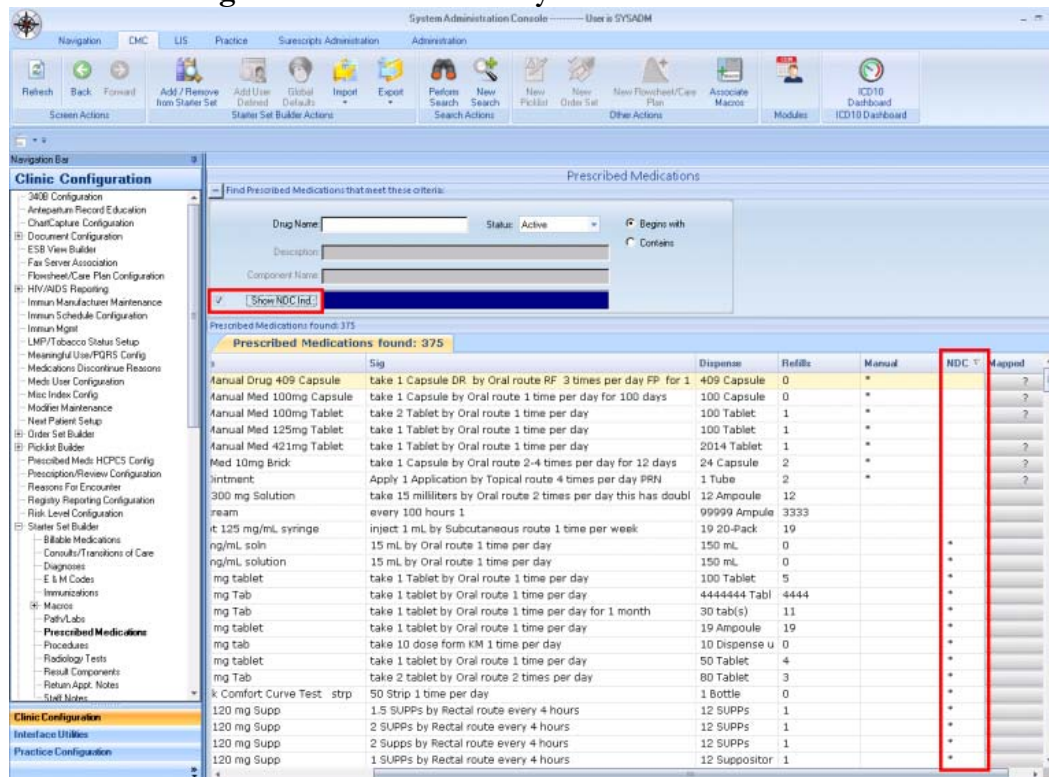 System Administration Console ---------- User is SYSADM
Navigation CMC LIS Practice Surescripts Administration Administration
Refresh Back Forward Add / Remove from Starter Set Add User Defined Global Defaults Import Export Perform Search New Search New Picklist New Order Set New Flowsheet/Care Plan Associate Macros ICD10 Dashboard
Screen Actions Starter Set Builder Actions Search Actions Other Actions Modules ICD10 Dashboard
Navigation Bar
Clinic Configuration
340B Configuration
Antepartum Record Education
ChartCapture Configuration
Document Configuration
ESB View Builder
Fax Server Association
Flowsheet/Care Plan Configuration
HIV/AIDS Reporting
Immun Manufacturer Maintenance
Immun Schedule Configuration
Immun Mgmt
LMP/Tobacco Status Setup
Meaningful Use/PQRS Config
Medications Discontinue Reasons
Meds User Configuration
Misc Index Config
Modifier Maintenance
Next Patient Setup
Order Set Builder
Picklist Builder
Prescribed Meds HCPCS Config
Prescription/Review Configuration
Reasons For Encounter
Registry Reporting Configuration
Risk Level Configuration
Starter Set Builder
Billable Medications
Consults/Transitions of Care
Diagnoses
E & M Codes
Immunizations
Macros
Path/Labs
Prescribed Medications
Procedures
Radiology Tests
Result Components
Return Appt. Notes
Staff Notes
Clinic Configuration
Interface Utilities
Practice Configuration
Prescribed Medications
Find Prescribed Medications that meet these criteria:
Drug Name: Status: Active Begins with
Description: Contains
Component Name:
Show NDC Ind.
Prescribed Medications found: 375
Prescribed Medications found: 375
Sig Dispense Refills Manual NDC Mapped
Manual Drug 409 Capsule take 1 Capsule DR by Oral route RF 3 times per day FP for 1 409 Capsule 0 * ?
Manual Med 100mg Capsule take 1 Capsule by Oral route 1 time per day for 100 days 100 Capsule 0 * ?
Manual Med 100mg Tablet take 2 Tablet by Oral route 1 time per day 100 Tablet 1 * ?
Manual Med 125mg Tablet take 1 Tablet by Oral route 1 time per day 100 Tablet 1 *
Manual Med 421mg Tablet take 1 Tablet by Oral route 1 time per day 2014 Tablet 1 * ?
Med 10mg Brick take 1 Capsule by Oral route 2-4 times per day for 12 days 24 Capsule 2 * ?
Ointment Apply 1 Application by Topical route 4 times per day PRN 1 Tube 2 * ?
300 mg Solution take 15 milliliters by Oral route 2 times per day this has doubl 12 Ampoule 12
ream every 100 hours 1 99999 Ampule 3333
t 125 mg/mL syringe inject 1 mL by Subcutaneous route 1 time per week 19 20-Pack 19
ng/mL soln 15 mL by Oral route 1 time per day 150 mL 0 *
ng/mL solution 15 mL by Oral route 1 time per day 150 mL 0 *
mg tablet take 1 Tablet by Oral route 1 time per day 100 Tablet 5 *
mg Tab take 1 tablet by Oral route 1 time per day 4444444 Tabl 4444 *
mg Tab take 1 tablet by Oral route 1 time per day for 1 month 30 tab(s) 11 *
mg tablet take 1 tablet by Oral route 1 time per day 19 Ampoule 19 *
mg tab take 10 dose form KM 1 time per day 10 Dispense u 0 *
mg tablet take 1 tablet by Oral route 1 time per day 50 Tablet 4 *
mg Tab take 2 tablet by Oral route 2 times per day 80 Tablet 3 *
k Comfort Curve Test strp 50 Strip 1 time per day 1 Bottle 0 *
120 mg Supp 1.5 SUPPs by Rectal route every 4 hours 12 SUPPs 1 *
120 mg Supp 2 SUPPs by Rectal route every 4 hours 12 SUPPs 1 *
120 mg Supp 2 Supps by Rectal route every 4 hours 12 SUPPs 1 *
120 mg Supp 1 SUPPs by Rectal route every 4 hours 12 Suppositor 1 *